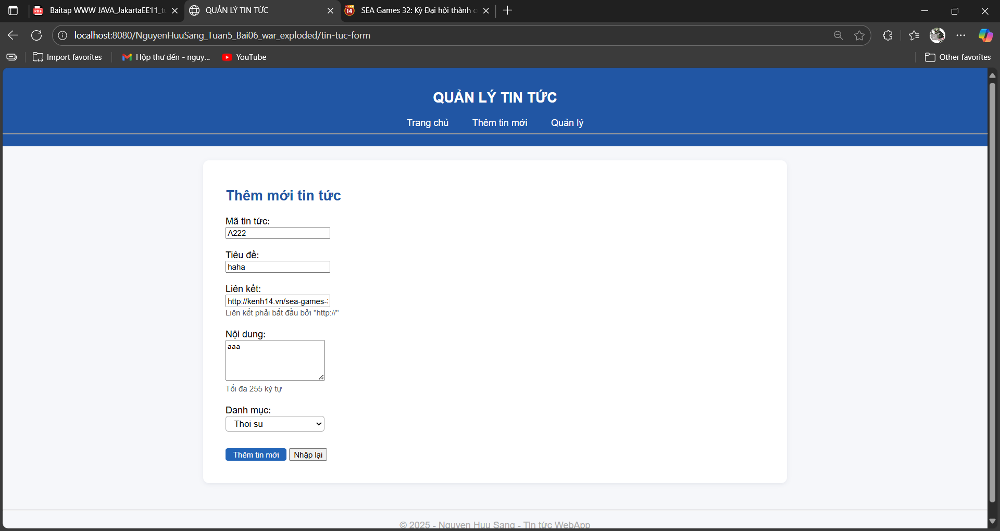 Baitap WWW JAVA_JakartaEE11_t
QUẢN LÝ TIN TỨC
SEA Games 32: Kỳ Đại hội thành c
localhost:8080/NguyenHuuSang_Tuan5_Bai06_war_exploded/tin-tuc-form
Import favorites
Hộp thư đến - nguy...
YouTube
Other favorites
QUẢN LÝ TIN TỨC
Trang chủ Thêm tin mới Quản lý
Thêm mới tin tức
Mã tin tức:
A222
Tiêu đề:
haha
Liên kết:
http://kenh14.vn/sea-games-
Liên kết phải bắt đầu bởi "http://"
Nội dung:
aaa
Tối đa 255 ký tự
Danh mục:
Thoi su
Thêm tin mới Nhập lại
© 2025 - Nguyen Huu Sang - Tin tức WebApp